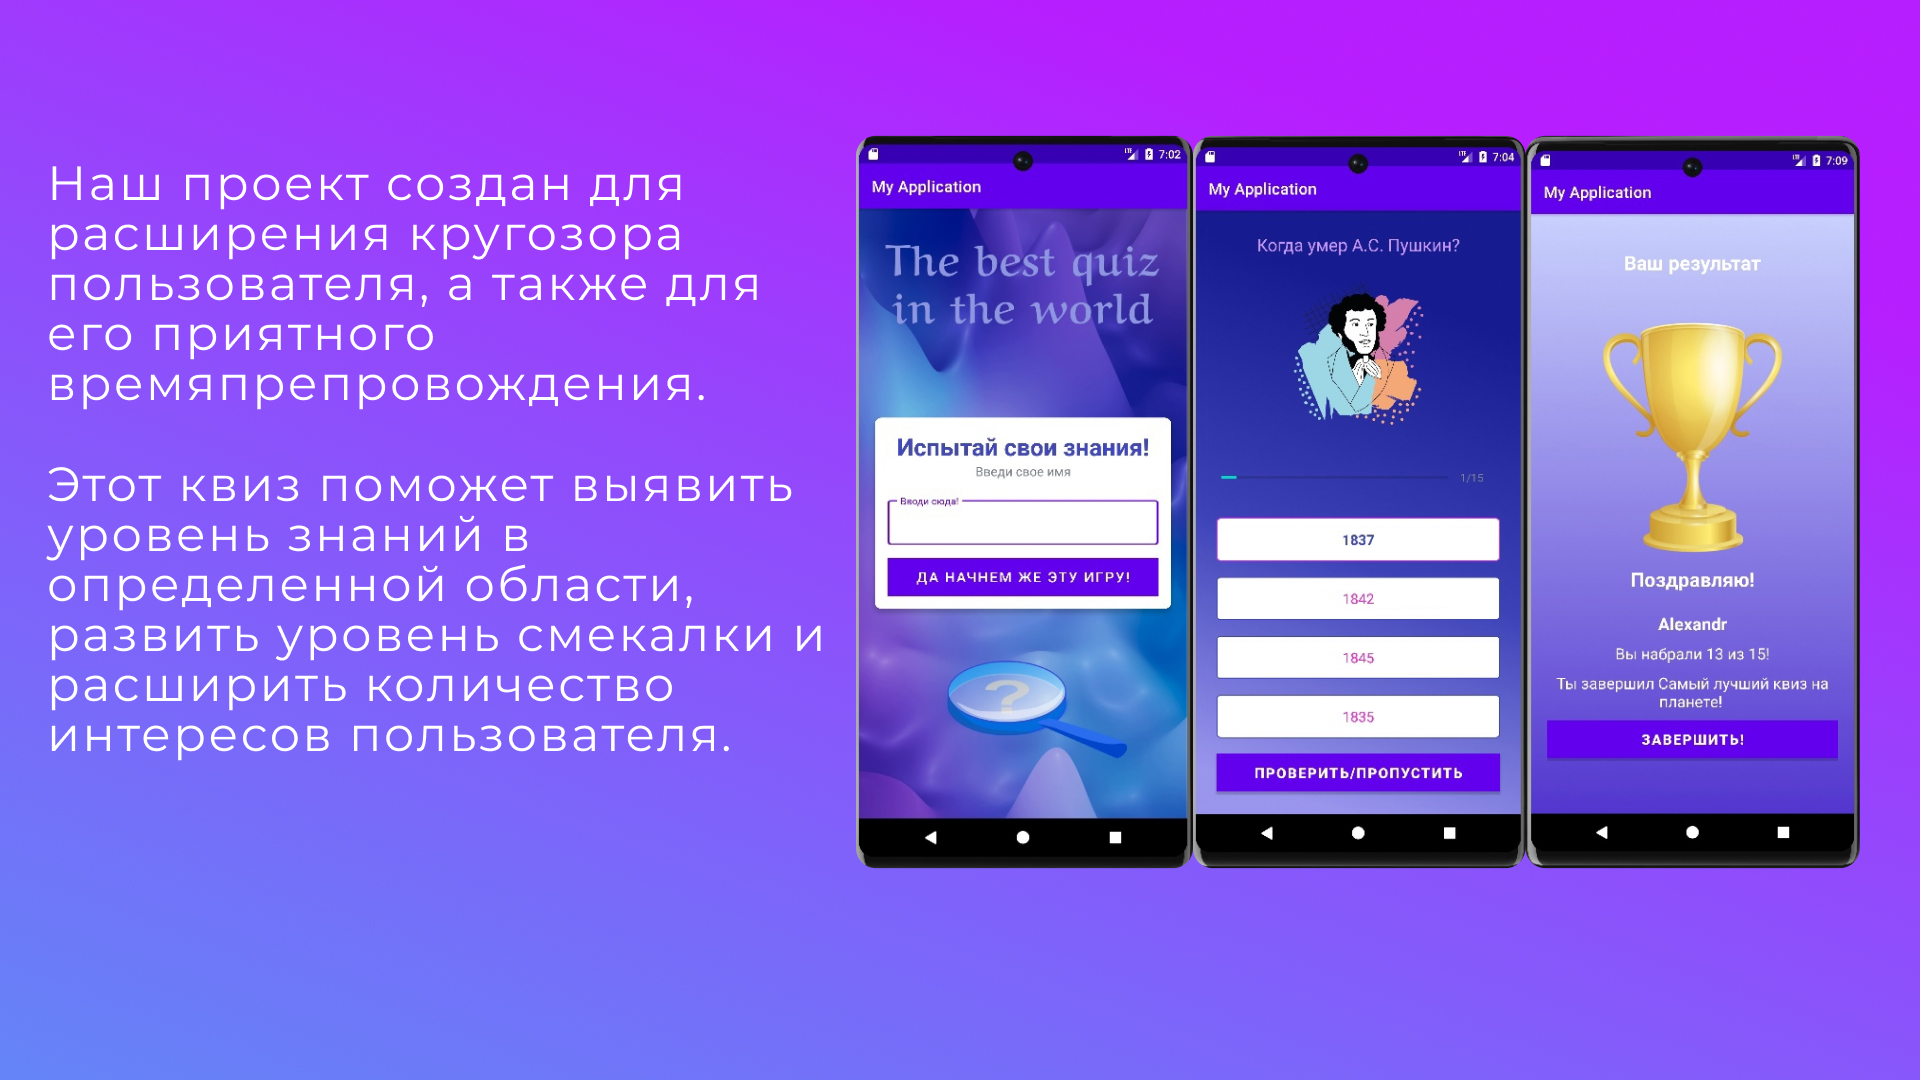 Наш проект создан для
расширения кругозора
пользователя, а также для
его приятного
времяпрепровождения.
Этот квиз поможет выявить
уровень знаний в
определенной области,
развить уровень смекалки и
расширить количество
интересов пользователя.
LTE 7:02
My Application
The best quiz
in the world
Испытай свои знания!
Введи свое имя
Вводи сюда!
ДА НАЧНЕМ ЖЕ ЭТУ ИГРУ!
?
LTE 7:04
My Application
Когда умер А.С. Пушкин?
1/15
1837
1842
1845
1835
ПРОВЕРИТЬ/ПРОПУСТИТЬ
LTE 7:09
My Application
Ваш результат
Поздравляю!
Alexandr
Вы набрали 13 из 15!
Ты завершил Самый лучший квиз на
планете!
ЗАВЕРШИТЬ!